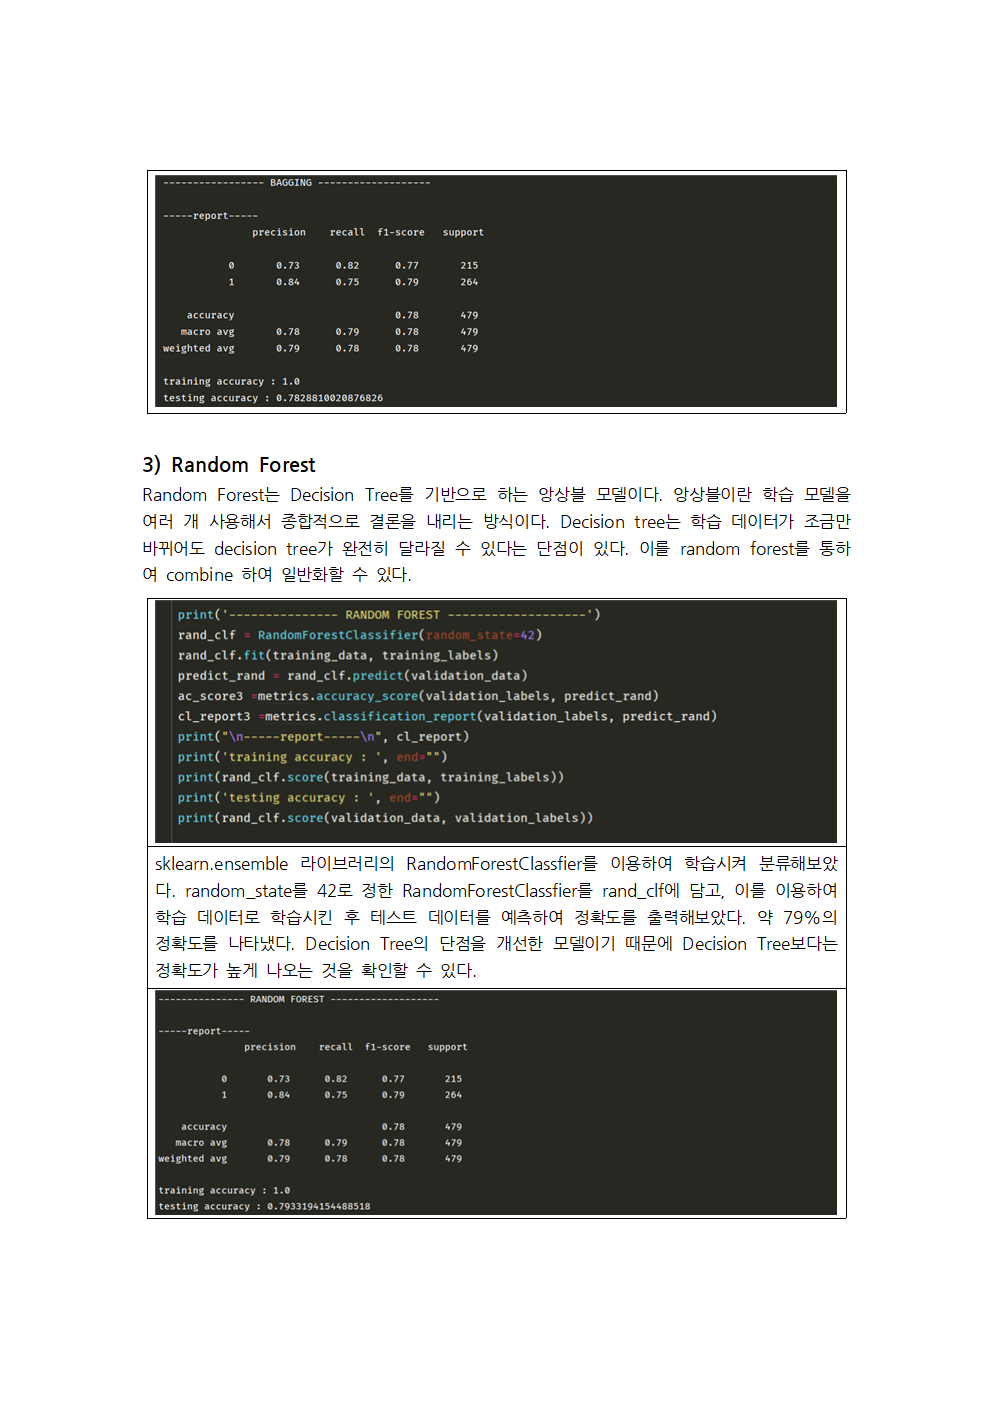 ----------------- BAGGING -------------------
-----report-----
precision recall f1-score support
0 0.73 0.82 0.77 215
1 0.84 0.75 0.79 264
accuracy 0.78 479
macro avg 0.78 0.79 0.78 479
weighted avg 0.79 0.78 0.78 479
training accuracy : 1.0
testing accuracy : 0.7828810020876826
3) Random Forest
Random Forest는 Decision Tree를 기반으로 하는 앙상블 모델이다. 앙상블이란 학습 모델을
여러 개 사용해서 종합적으로 결론을 내리는 방식이다. Decision tree는 학습 데이터가 조금만
바뀌어도 decision tree가 완전히 달라질 수 있다는 단점이 있다. 이를 random forest를 통하
여 combine 하여 일반화할 수 있다.
print('--------------- RANDOM FOREST -------------------')
rand_clf = RandomForestClassifier(random_state=42)
rand_clf.fit(training_data, training_labels)
predict_rand = rand_clf.predict(validation_data)
ac_score3 =metrics.accuracy_score(validation_labels, predict_rand)
cl_report3 =metrics.classification_report(validation_labels, predict_rand)
print("\n-----report-----\n", cl_report)
print('training accuracy : ', end="")
print(rand_clf.score(training_data, training_labels))
print('testing accuracy : ', end="")
print(rand_clf.score(validation_data, validation_labels))
sklearn.ensemble 라이브러리의 RandomForestClassfier를 이용하여 학습시켜 분류해보았
다. random_state를 42로 정한 RandomForestClassfier를 rand_clf에 담고, 이를 이용하여
학습 데이터로 학습시킨 후 테스트 데이터를 예측하여 정확도를 출력해보았다. 약 79%의
정확도를 나타냈다. Decision Tree의 단점을 개선한 모델이기 때문에 Decision Tree보다는
정확도가 높게 나오는 것을 확인할 수 있다.
--------------- RANDOM FOREST -------------------
-----report-----
precision recall f1-score support
0 0.73 0.82 0.77 215
1 0.84 0.75 0.79 264
accuracy 0.78 479
macro avg 0.78 0.79 0.78 479
weighted avg 0.79 0.78 0.78 479
training accuracy : 1.0
testing accuracy : 0.7933194154488518